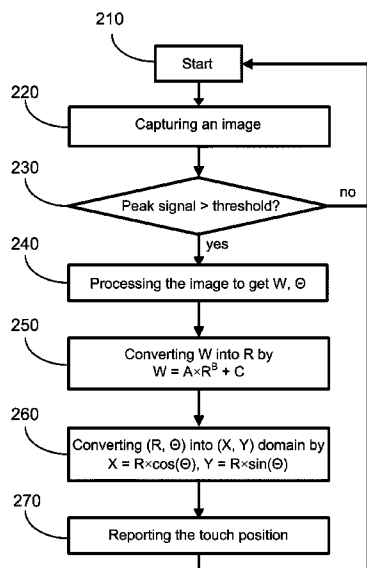 210
Start
220
Capturing an image
230
Peak signal > threshold?
no
yes
240
Processing the image to get W, Θ
250
Converting W into R by
W = A×R^B + C
260
Converting (R, Θ) into (X, Y) domain by
X = R×cos(Θ), Y = R×sin(Θ)
270
Reporting the touch position